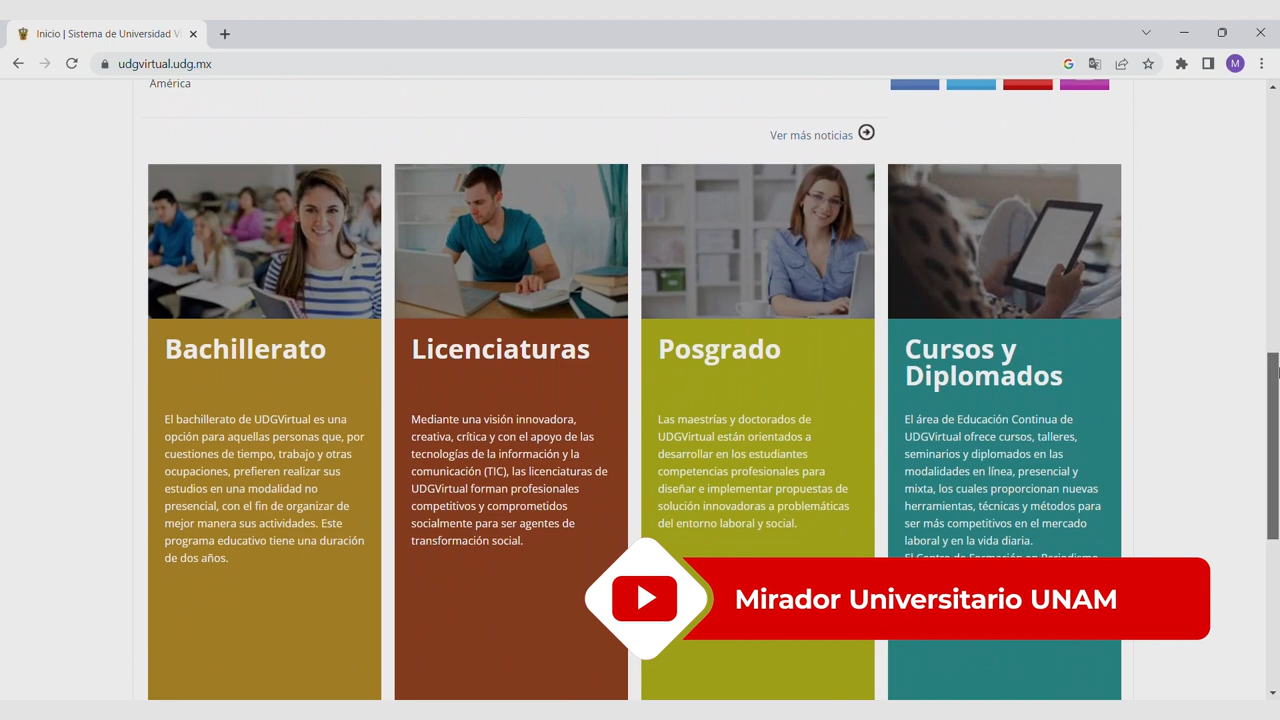 Inicio | Sistema de Universidad Vi
udgvirtual.udg.mx
M
América
Ver más noticias
Bachillerato
El bachillerato de UDGVirtual es una
opción para aquellas personas que, por
cuestiones de tiempo, trabajo y otras
ocupaciones, prefieren realizar sus
estudios en una modalidad no
presencial, con el fin de organizar de
mejor manera sus actividades. Este
programa educativo tiene una duración
de dos años.
Licenciaturas
Mediante una visión innovadora,
creativa, crítica y con el apoyo de las
tecnologías de la información y la
comunicación (TIC), las licenciaturas de
UDGVirtual forman profesionales
competitivos y comprometidos
socialmente para ser agentes de
transformación social.
Posgrado
Las maestrías y doctorados de
UDGVirtual están orientados a
desarrollar en los estudiantes
competencias profesionales para
diseñar e implementar propuestas de
solución innovadoras a problemáticas
del entorno laboral y social.
Cursos y
Diplomados
El área de Educación Continua de
UDGVirtual ofrece cursos, talleres,
seminarios y diplomados en las
modalidades en línea, presencial y
mixta, los cuales proporcionan nuevas
herramientas, técnicas y métodos para
ser más competitivos en el mercado
laboral y en la vida diaria.
El Centro de Formación en Periodismo
Mirador Universitario UNAM